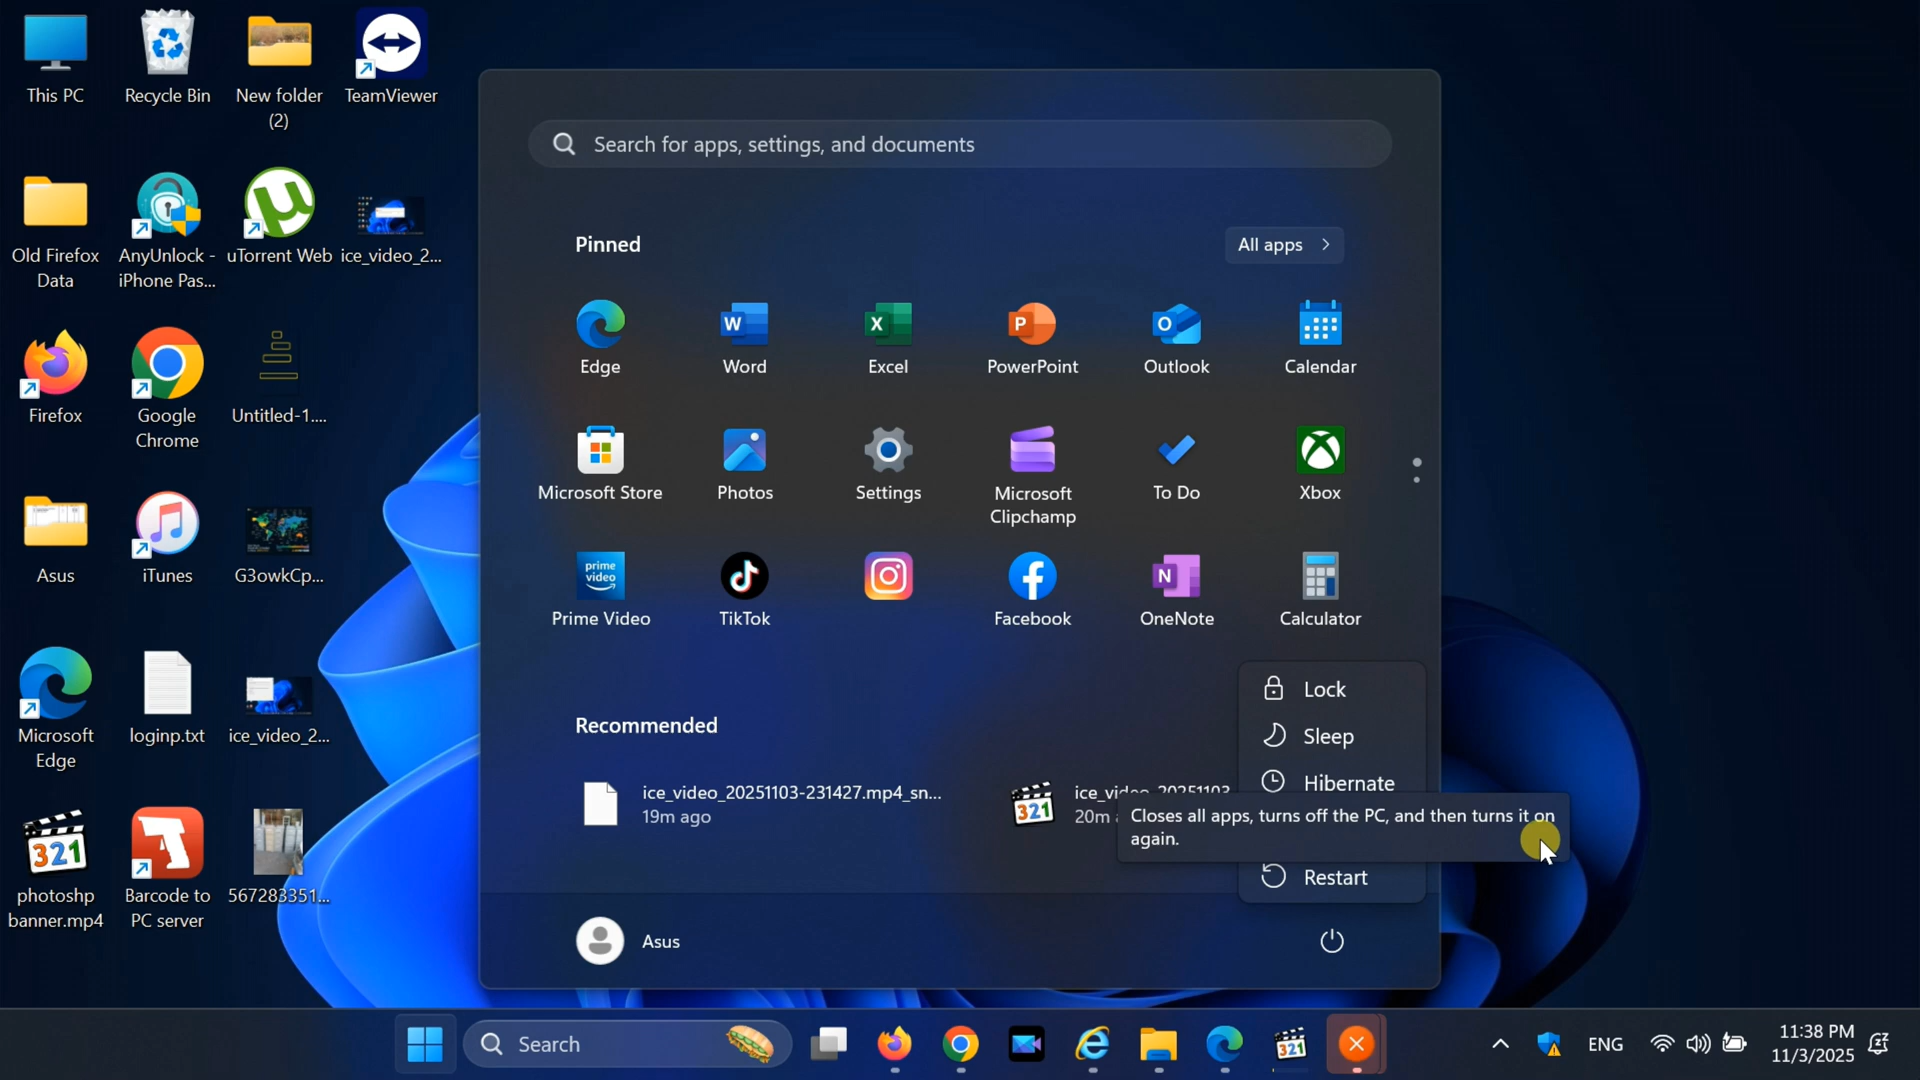 This PC
Recycle Bin
New folder
(2)
TeamViewer
Old Firefox
Data
AnyUnlock -
iPhone Pas...
uTorrent Web
ice_video_2...
Firefox
Google
Chrome
Untitled-1....
Asus
iTunes
G3owkCp...
Microsoft
Edge
loginp.txt
ice_video_2...
321
photoshp
banner.mp4
Barcode to
PC server
567283351...
Search for apps, settings, and documents
Pinned
All apps
Edge
Word
Excel
PowerPoint
Outlook
Calendar
Microsoft Store
Photos
Settings
Microsoft
Clipchamp
To Do
Xbox
prime
video
Prime Video
TikTok
Facebook
OneNote
Calculator
Recommended
ice_video_20251103-231427.mp4_sn...
19m ago
321
ice_video_20251103
20m
Lock
Sleep
Hibernate
Closes all apps, turns off the PC, and then turns it on
again.
Restart
Asus
Search
321
ENG
11:38 PM
11/3/2025